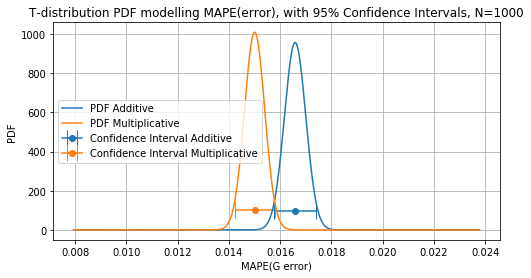 T-distribution PDF modelling MAPE(error), with 95% Confidence Intervals, N=1000
1000
800
600
400
200
0
PDF
PDF Additive
PDF Multiplicative
Confidence Interval Additive
Confidence Interval Multiplicative
0.008 0.010 0.012 0.014 0.016 0.018 0.020 0.022 0.024
MAPE(G error)